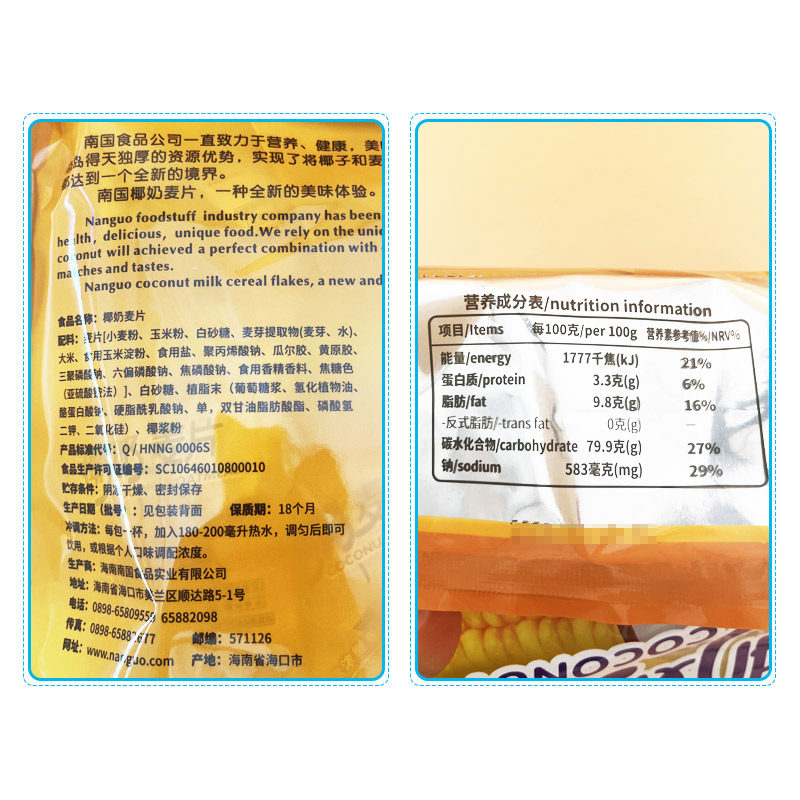 南国食品公司一直致力于营养、健康，美
岛得天独厚的资源优势，实现了将椰子和麦
达到一个全新的境界。
南国椰奶麦片，一种全新的美味体验。
Nanguo foodstuff industry company has been
health, delicious, unique food.We rely on the uni
coconut will achieved a perfect combination with
and tastes.
Nanguo coconut milk cereal flakes, a new and
食品名称：椰奶麦片
配料：麦片[小麦粉、玉米粉、白砂糖、麦芽提取物(麦芽、水)、
大米、食用玉米淀粉、食用盐、聚丙烯酸钠、瓜尔胶、黄原胶、
三聚磷酸钠、六偏磷酸钠、焦磷酸钠、食用香精香料、焦糖色
（亚硫酸铵法）]、白砂糖、植脂末（葡萄糖浆、氢化植物油、
酪蛋白酸钠、硬脂酰乳酸钠、单，双甘油脂肪酸酯、磷酸氢
二钾、二氧化硅）、椰浆粉
产品标准代码：Q/HNNG 0006S
食品生产许可证编号：SC10646010800010
贮存条件：阴凉干燥、密封保存
生产日期（批号）：见包装背面 保质期：18个月
冲调方法：每包一杯，加入180-200毫升热水，调匀后即可
饮用，或根据个人口味调配浓度。
生产商：海南南国食品实业有限公司
地址：海南省海口市美兰区顺达路5-1号
电话：0898-65809559 65882098
传真：0898-65882677 邮编：571126
网址：www.nanguo.com 产地：海南省海口市
营养成分表/nutrition information
项目/Items 每100克/per 100g 营养素参考值%/NRV%
能量/energy 1777千焦(kJ) 21%
蛋白质/protein 3.3克(g) 6%
脂肪/fat 9.8克(g) 16%
-反式脂肪/-trans fat 0克(g) —
碳水化合物/carbohydrate 79.9克(g) 27%
钠/sodium 583毫克(mg) 29%